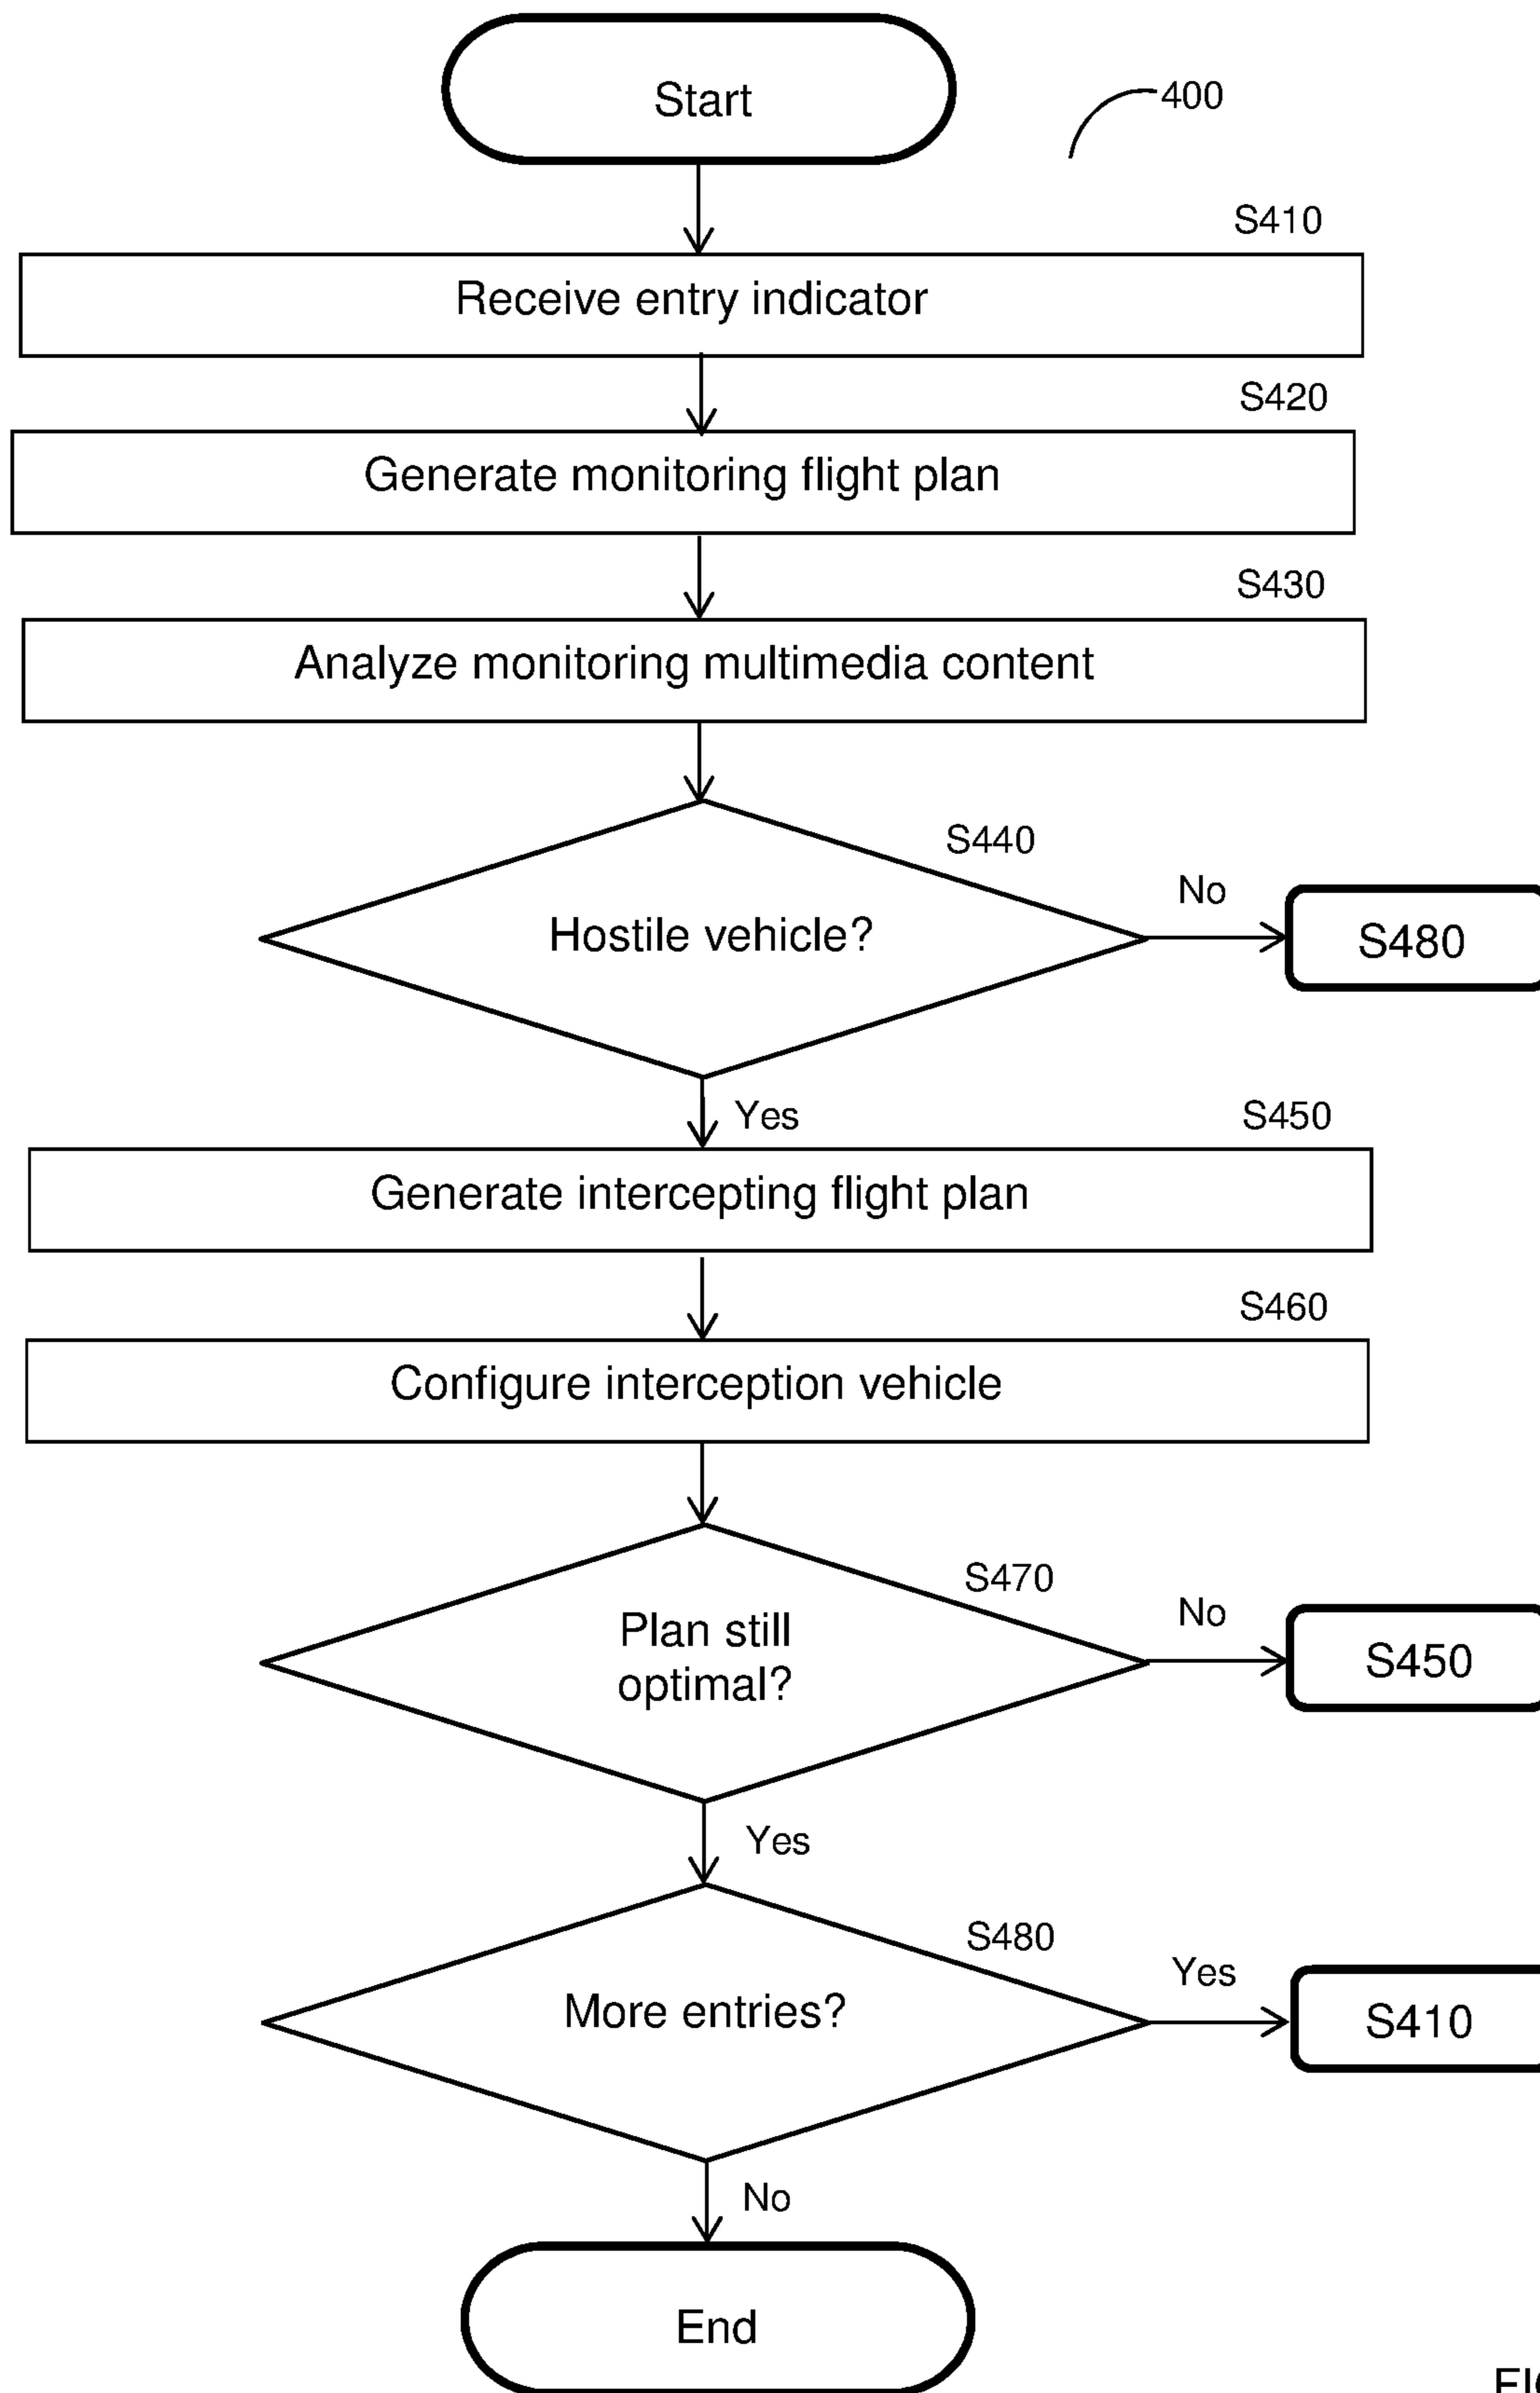 Start
400
S410
Receive entry indicator
S420
Generate monitoring flight plan
S430
Analyze monitoring multimedia content
S440
Hostile vehicle?
No
S480
Yes
S450
Generate intercepting flight plan
S460
Configure interception vehicle
S470
Plan still
optimal?
No
S450
Yes
S480
More entries?
Yes
S410
No
End